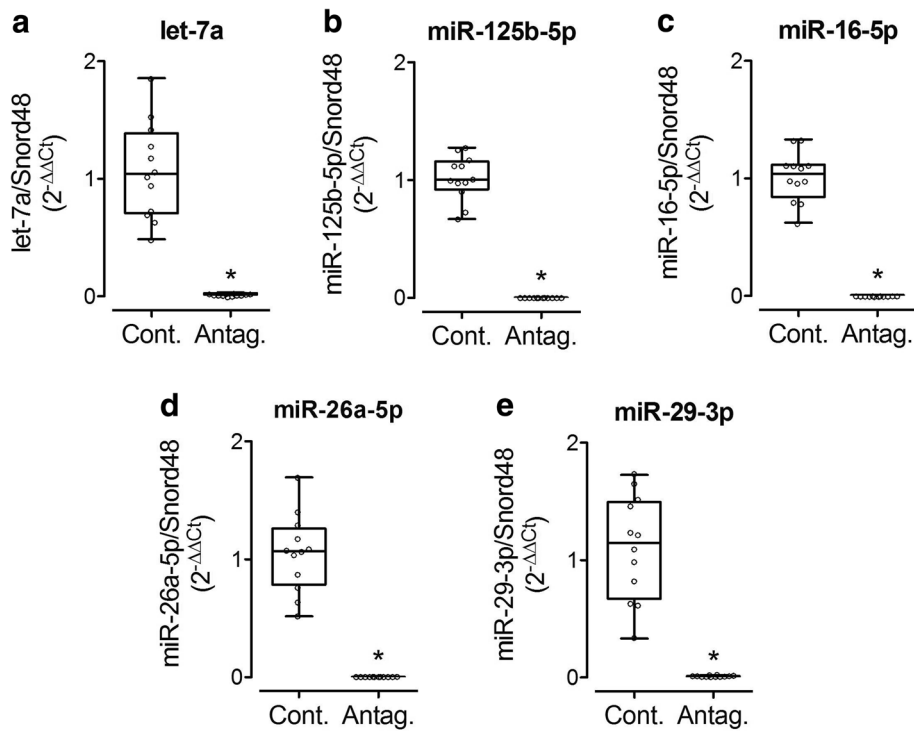 a let-7a
let-7a/Snord48
(2^-ΔΔCt)
2
1
0
*
Cont. Antag.
b miR-125b-5p
miR-125b-5p/Snord48
(2^-ΔΔCt)
2
1
0
*
Cont. Antag.
c miR-16-5p
miR-16-5p/Snord48
(2^-ΔΔCt)
2
1
0
*
Cont. Antag.
d miR-26a-5p
miR-26a-5p/Snord48
(2^-ΔΔCt)
2
1
0
*
Cont. Antag.
e miR-29-3p
miR-29-3p/Snord48
(2^-ΔΔCt)
2
1
0
*
Cont. Antag.